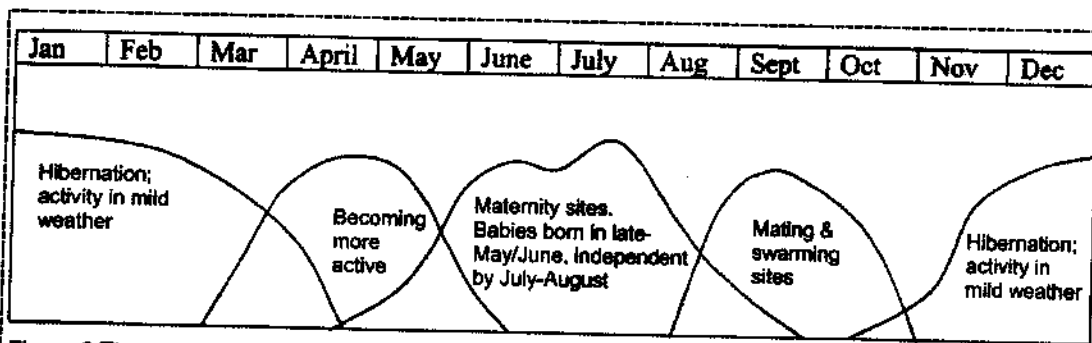 Jan Feb Mar April May June July Aug Sept Oct Nov Dec
Hibernation;
activity in mild
weather
Becoming
more
active
Maternity sites.
Babies born in late-
May/June, Independent
by July-August
Mating &
swarming
sites
Hibernation;
activity in
mild weather